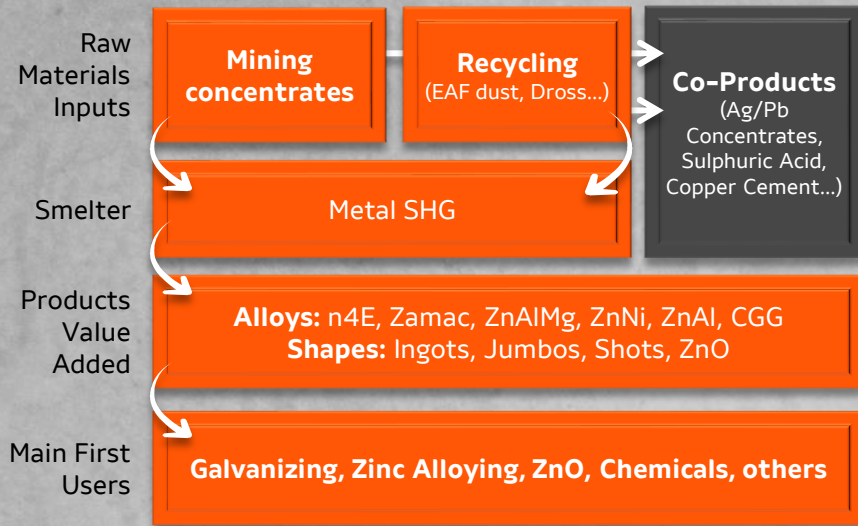 Raw
Materials
Inputs
Mining
concentrates
Recycling
(EAF dust, Dross...)
Co-Products
(Ag/Pb
Concentrates,
Sulphuric Acid,
Copper Cement...)
Smelter
Metal SHG
Products
Value
Added
Alloys: n4E, Zamac, ZnAlMg, ZnNi, ZnAl, CGG
Shapes: Ingots, Jumbos, Shots, ZnO
Main First
Users
Galvanizing, Zinc Alloying, ZnO, Chemicals, others